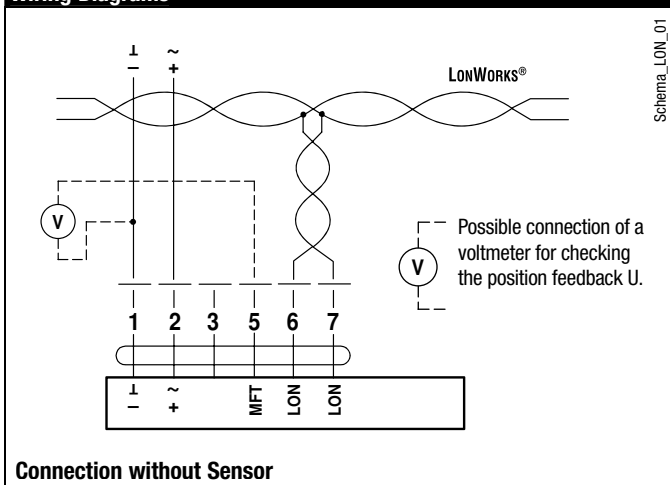 Wiring Diagrams
⊥ ~
– +
LONWORKS®
Schema_LON_01
V
V
Possible connection of a
voltmeter for checking
the position feedback U.
1 2 3 5 6 7
⊥ ~ MFT LON LON
– +
Connection without Sensor